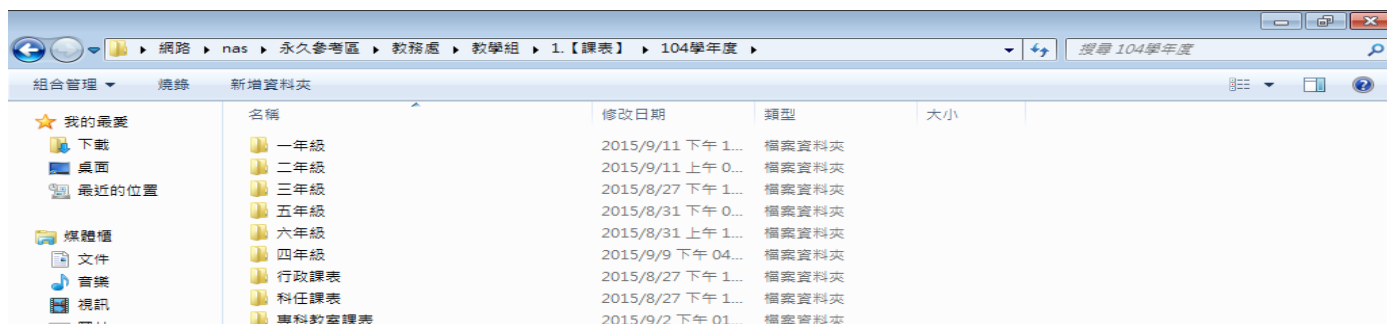 網路 ▸ nas ▸ 永久參考區 ▸ 教務處 ▸ 教學組 ▸ 1.【課表】 ▸ 104學年度 ▸ 搜尋 104學年度
組合管理 燒錄 新增資料夾
名稱 修改日期 類型 大小
我的最愛
下載
桌面
最近的位置
媒體櫃
文件
音樂
視訊
一年級 2015/9/11 下午 1... 檔案資料夾
二年級 2015/9/11 上午 0... 檔案資料夾
三年級 2015/8/27 下午 1... 檔案資料夾
五年級 2015/8/31 下午 0... 檔案資料夾
六年級 2015/8/31 上午 1... 檔案資料夾
四年級 2015/9/9 下午 04... 檔案資料夾
行政課表 2015/8/27 下午 1... 檔案資料夾
科任課表 2015/8/27 下午 1... 檔案資料夾
專科教室課表 2015/9/2 下午 01... 檔案資料夾